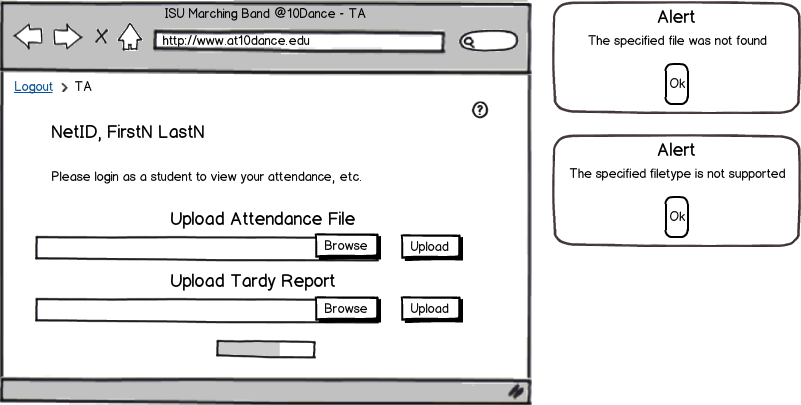 ISU Marching Band @10Dance - TA
http://www.at10dance.edu
Logout > TA
?
NetID, FirstN LastN
Please login as a student to view your attendance, etc.
Upload Attendance File
Browse
Upload
Upload Tardy Report
Browse
Upload
Alert
The specified file was not found
Ok
Alert
The specified filetype is not supported
Ok